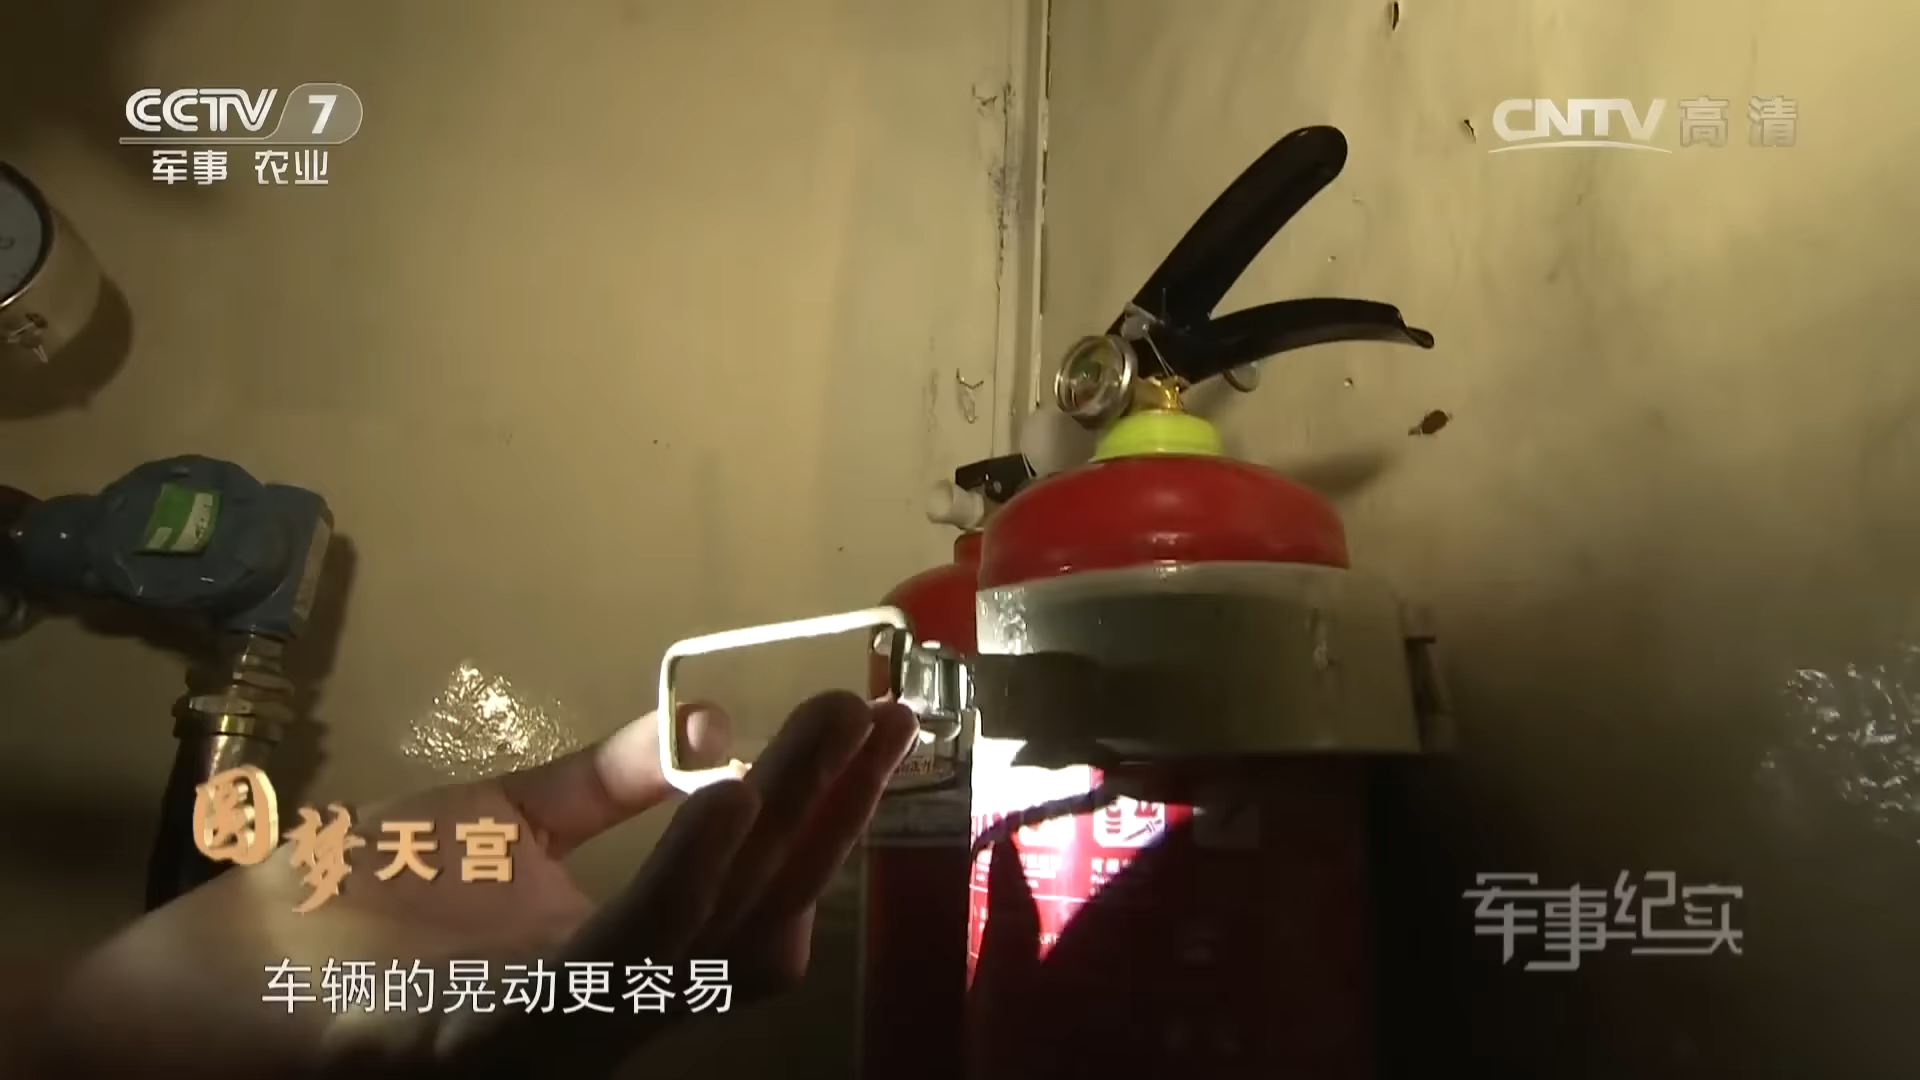 CCTV 7
军事 农业
CNTV 高清
圆梦天宫
军事纪实
车辆的晃动更容易